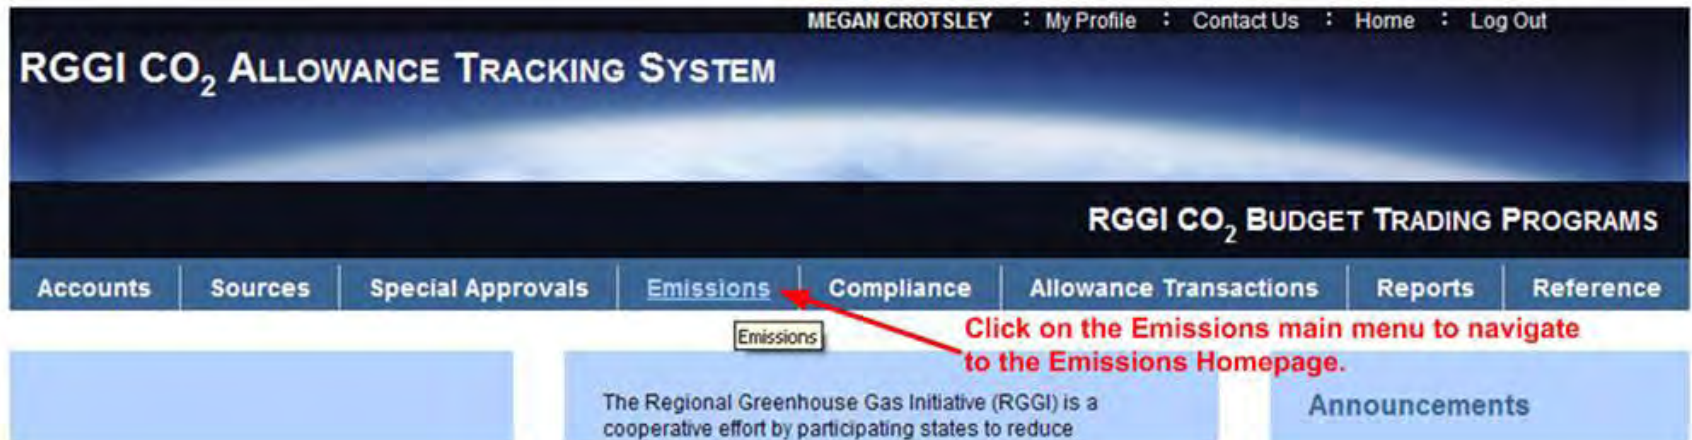 MEGAN CROTSLEY : My Profile : Contact Us : Home : Log Out
RGGI CO₂ ALLOWANCE TRACKING SYSTEM
RGGI CO₂ BUDGET TRADING PROGRAMS
Accounts Sources Special Approvals Emissions Compliance Allowance Transactions Reports Reference
Emissions
Click on the Emissions main menu to navigate
to the Emissions Homepage.
The Regional Greenhouse Gas Initiative (RGGI) is a
cooperative effort by participating states to reduce
Announcements